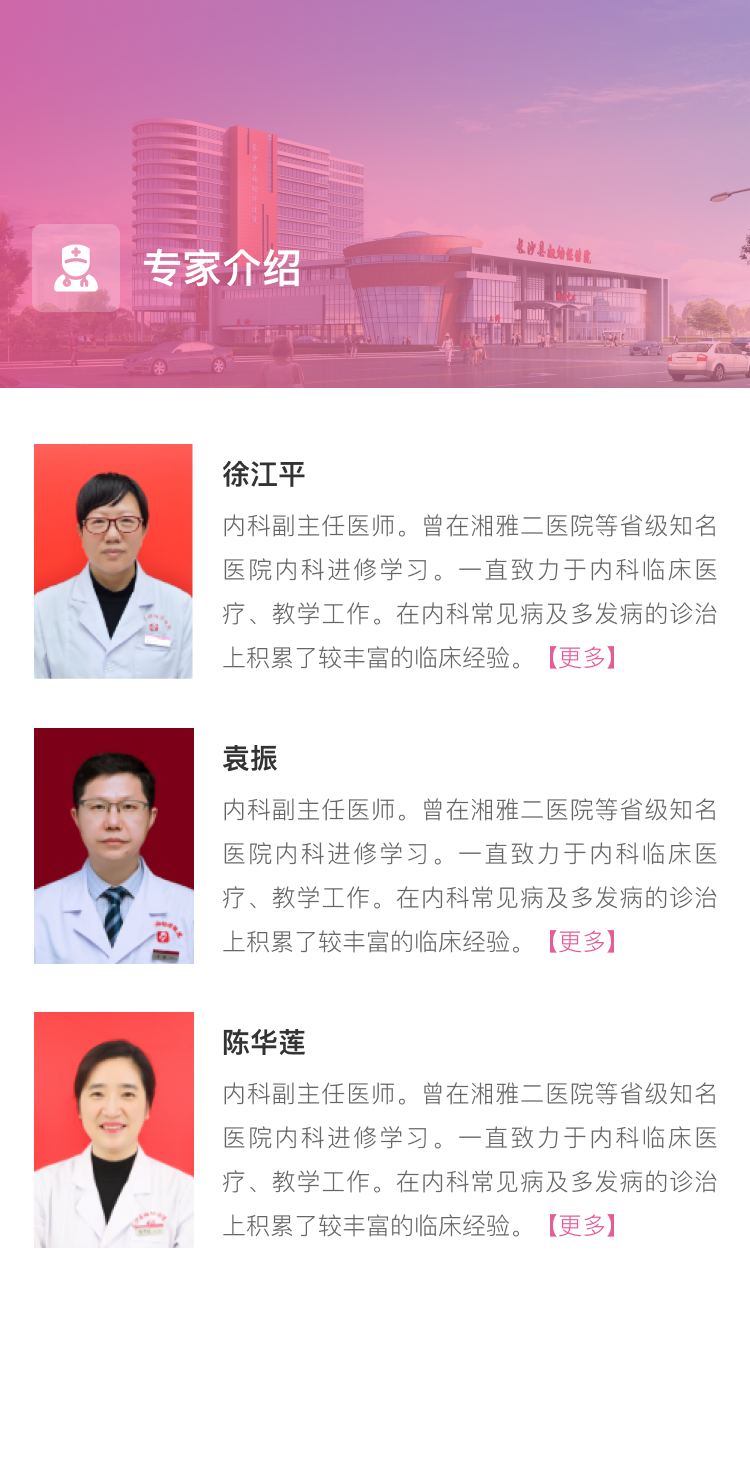 长沙县妇幼保健院
专家介绍
徐江平
内科副主任医师。曾在湘雅二医院等省级知名
医院内科进修学习。一直致力于内科临床医
疗、教学工作。在内科常见病及多发病的诊治
上积累了较丰富的临床经验。【更多】
袁振
内科副主任医师。曾在湘雅二医院等省级知名
医院内科进修学习。一直致力于内科临床医
疗、教学工作。在内科常见病及多发病的诊治
上积累了较丰富的临床经验。【更多】
陈华莲
内科副主任医师。曾在湘雅二医院等省级知名
医院内科进修学习。一直致力于内科临床医
疗、教学工作。在内科常见病及多发病的诊治
上积累了较丰富的临床经验。【更多】